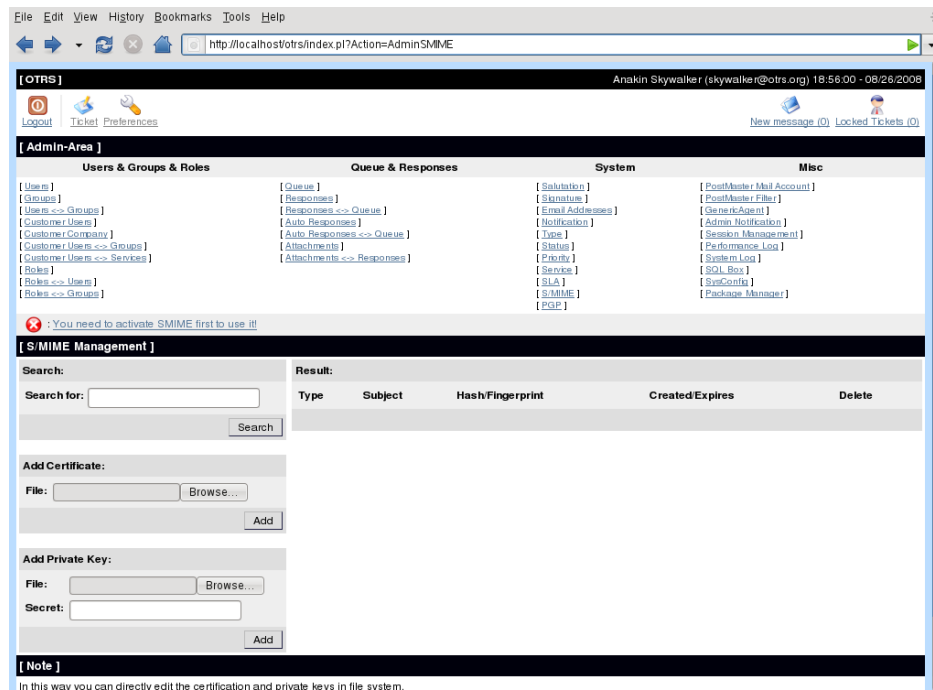 File Edit View History Bookmarks Tools Help
http://localhost/otrs/index.pl?Action=AdminSMIME
[ OTRS ] Anakin Skywalker (skywalker@otrs.org) 18:56:00 - 08/26/2008
Logout Ticket Preferences New message (0) Locked Tickets (0)
[ Admin-Area ]
Users & Groups & Roles Queue & Responses System Misc
[ Users ] [ Queue ] [ Salutation ] [ PostMaster Mail Account ]
[ Groups ] [ Responses ] [ Signature ] [ PostMaster Filter ]
[ Users <-> Groups ] [ Responses <-> Queue ] [ Email Addresses ] [ GenericAgent ]
[ Customer Users ] [ Auto Responses ] [ Notification ] [ Admin Notification ]
[ Customer Company ] [ Auto Responses <-> Queue ] [ Type ] [ Session Management ]
[ Customer Users <-> Groups ] [ Attachments ] [ Status ] [ Performance Log ]
[ Customer Users <-> Services ] [ Attachments <-> Responses ] [ Priority ] [ System Log ]
[ Roles ] [ Service ] [ SQL Box ]
[ Roles <-> Users ] [ SLA ] [ SysConfig ]
[ Roles <-> Groups ] [ S/MIME ] [ Package Manager ]
[ PGP ]
: You need to activate SMIME first to use it!
[ S/MIME Management ]
Search: Result:
Search for: Type Subject Hash/Fingerprint Created/Expires Delete
Search
Add Certificate:
File: Browse...
Add
Add Private Key:
File: Browse...
Secret:
Add
[ Note ]
In this way you can directly edit the certification and private keys in file system.